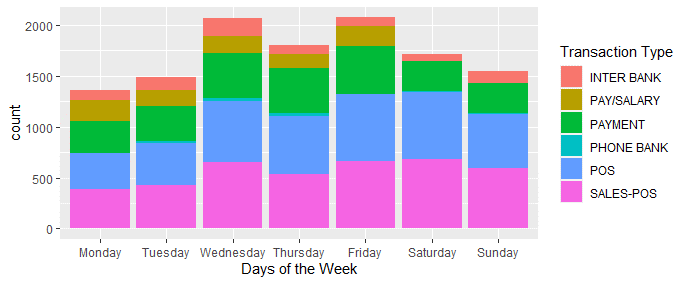 2000
1500
1000
500
0
count
Monday Tuesday Wednesday Thursday Friday Saturday Sunday
Days of the Week
Transaction Type
INTER BANK
PAY/SALARY
PAYMENT
PHONE BANK
POS
SALES-POS